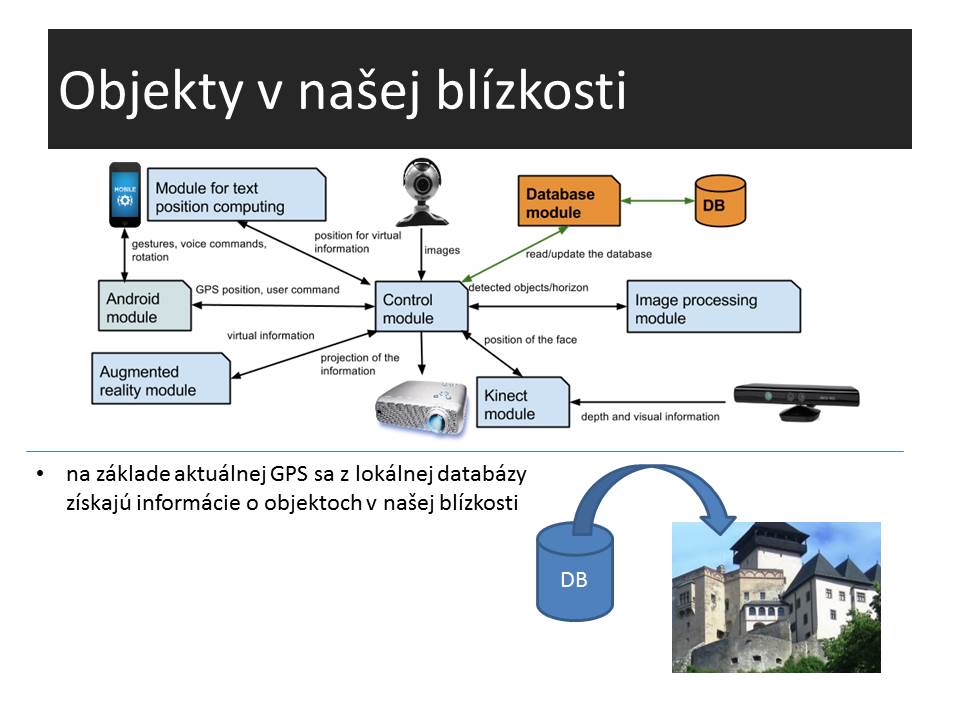 Objekty v našej blízkosti
MOBILE
Module for text
position computing
Database
module
DB
gestures, voice commands,
rotation
position for virtual
information
images
read/update the database
Android
module
GPS position, user command
Control
module
detected objects/horizon
Image processing
module
virtual information
projection of the
information
position of the face
Augmented
reality module
Kinect
module
depth and visual information
• na základe aktuálnej GPS sa z lokálnej databázy
získajú informácie o objektoch v našej blízkosti
DB